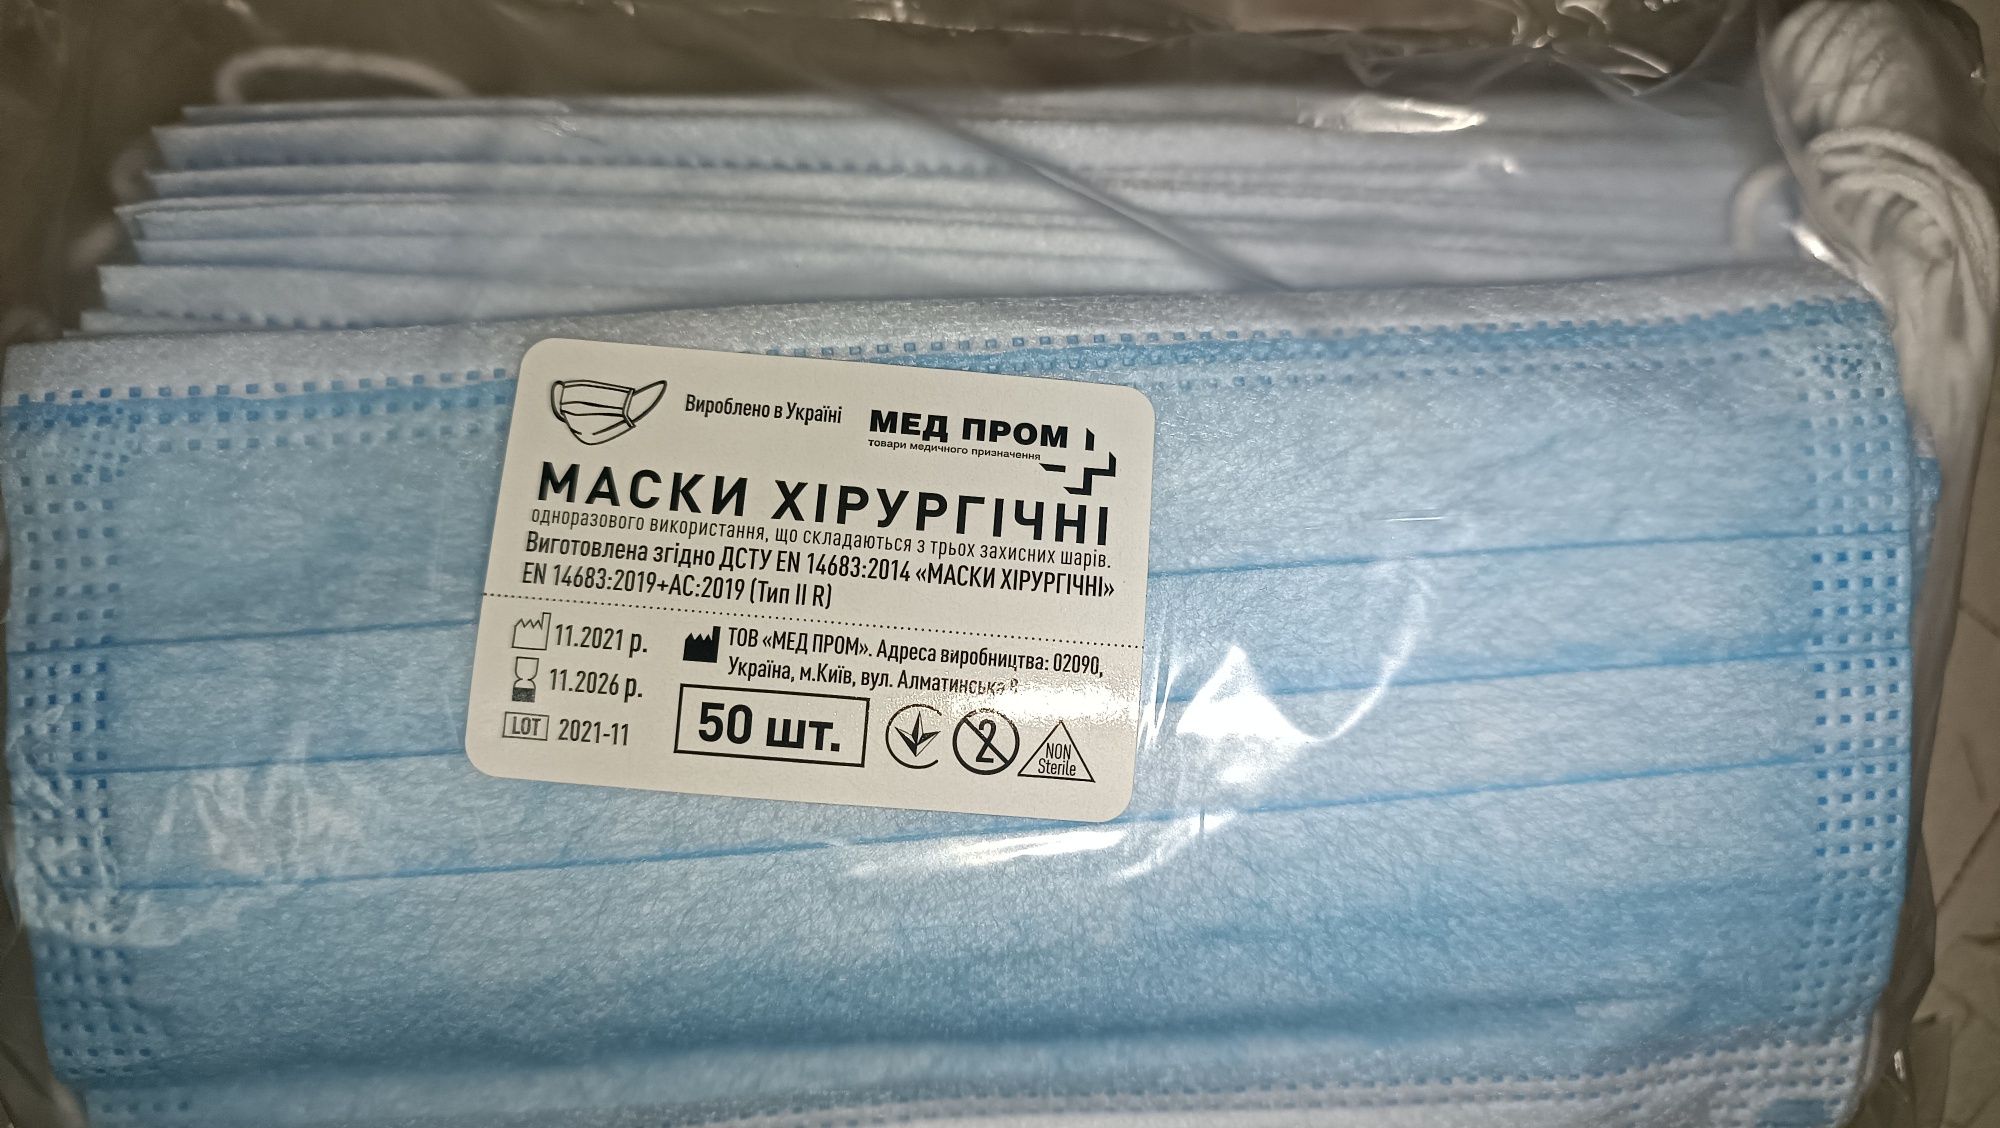 Вироблено в Україні
МЕД ПРОМ
товари медичного призначення
МАСКИ ХІРУРГІЧНІ
одноразового використання, що складаються з трьох захисних шарів.
Виготовлена згідно ДСТУ EN 14683:2014 «МАСКИ ХІРУРГІЧНІ»
EN 14683:2019+AC:2019 (Тип II R)
11.2021 р.
11.2026 р.
LOT 2021-11
ТОВ «МЕД ПРОМ». Адреса виробництва: 02090,
Україна, м.Київ, вул. Алматинська
50 шт.
2
NON
Sterile